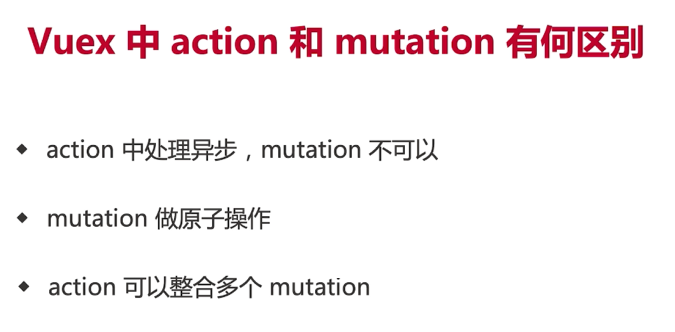 Vuex 中 action 和 mutation 有何区别
◆ action 中处理异步，mutation 不可以
◆ mutation 做原子操作
◆ action 可以整合多个 mutation